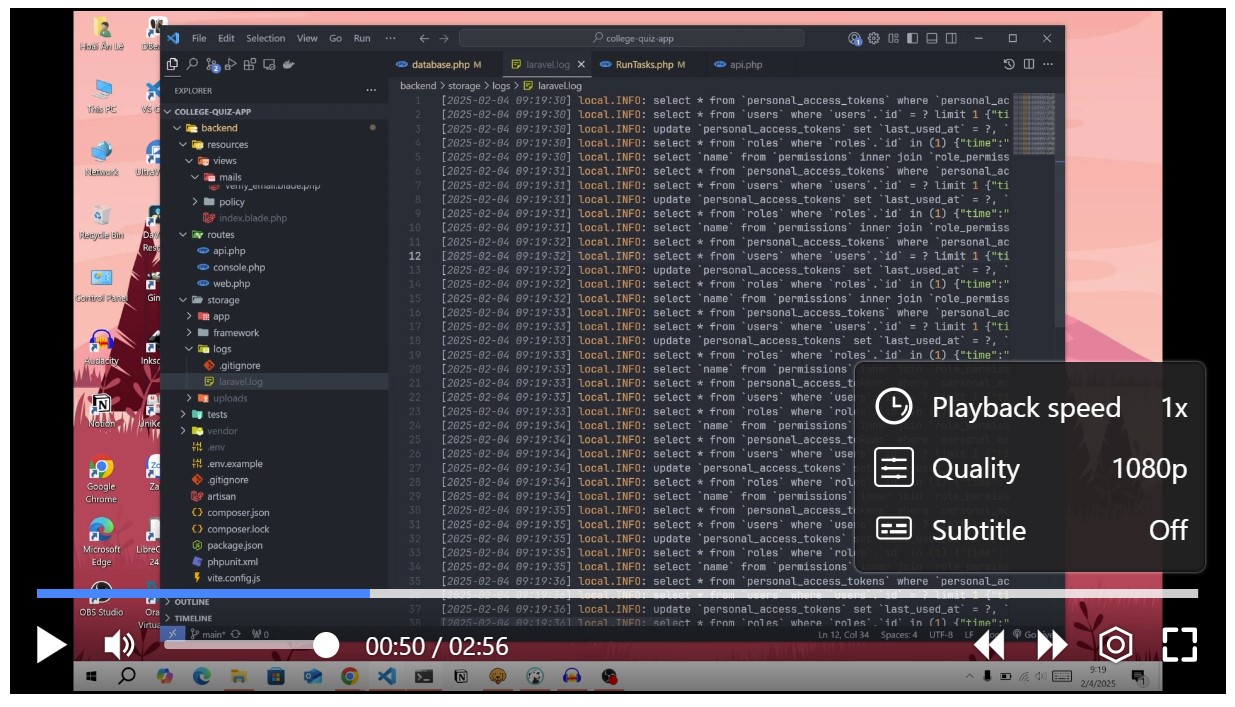 Hoài Ân Lê
This PC
Network
Recycle Bin
Control Panel
Audacity
Notion
Google
Chrome
Microsoft
Edge
OBS Studio
File Edit Selection View Go Run ···
college-quiz-app
EXPLORER ···
COLLEGE-QUIZ-APP
backend
resources
views
mails
verify_email.blade.php
policy
index.blade.php
routes
api.php
console.php
web.php
storage
app
framework
logs
.gitignore
laravel.log
uploads
tests
vendor
.env
.env.example
.gitignore
artisan
composer.json
composer.lock
package.json
phpunit.xml
vite.config.js
OUTLINE
TIMELINE
main* 0
database.php M laravel.log RunTasks.php M api.php
backend > storage > logs > laravel.log
1 [2025-02-04 09:19:30] local.INFO: select * from `personal_access_tokens` where `personal_ac
2 [2025-02-04 09:19:30] local.INFO: select * from `users` where `users`.`id` = ? limit 1 {"ti
3 [2025-02-04 09:19:30] local.INFO: update `personal_access_tokens` set `last_used_at` = ?, `
4 [2025-02-04 09:19:30] local.INFO: select * from `roles` where `roles`.`id` in (1) {"time":"
5 [2025-02-04 09:19:30] local.INFO: select `name` from `permissions` inner join `role_permiss
6 [2025-02-04 09:19:31] local.INFO: select * from `personal_access_tokens` where `personal_ac
7 [2025-02-04 09:19:31] local.INFO: select * from `users` where `users`.`id` = ? limit 1 {"ti
8 [2025-02-04 09:19:31] local.INFO: update `personal_access_tokens` set `last_used_at` = ?, `
9 [2025-02-04 09:19:31] local.INFO: select * from `roles` where `roles`.`id` in (1) {"time":"
10 [2025-02-04 09:19:31] local.INFO: select `name` from `permissions` inner join `role_permiss
11 [2025-02-04 09:19:32] local.INFO: select * from `personal_access_tokens` where `personal_ac
12 [2025-02-04 09:19:32] local.INFO: select * from `users` where `users`.`id` = ? limit 1 {"ti
13 [2025-02-04 09:19:32] local.INFO: update `personal_access_tokens` set `last_used_at` = ?, `
14 [2025-02-04 09:19:32] local.INFO: select * from `roles` where `roles`.`id` in (1) {"time":"
15 [2025-02-04 09:19:32] local.INFO: select `name` from `permissions` inner join `role_permiss
16 [2025-02-04 09:19:33] local.INFO: select * from `personal_access_tokens` where `personal_ac
17 [2025-02-04 09:19:33] local.INFO: select * from `users` where `users`.`id` = ? limit 1 {"ti
18 [2025-02-04 09:19:33] local.INFO: update `personal_access_tokens` set `last_used_at` = ?, `
19 [2025-02-04 09:19:33] local.INFO: select * from `roles` where `roles`.`id` in (1) {"time":"
20 [2025-02-04 09:19:33] local.INFO: select `name` from `permissions`
21 [2025-02-04 09:19:33] local.INFO: select * from `personal_access_t
22 [2025-02-04 09:19:33] local.INFO: select * from `users` where `user
23 [2025-02-04 09:19:33] local.INFO: select * from `roles` where `rol
24 [2025-02-04 09:19:34] local.INFO: select `name` from `permissions`
25 [2025-02-04 09:19:34] local.INFO: select * from `personal_access_t
26 [2025-02-04 09:19:34] local.INFO: select * from `users` where `use
27 [2025-02-04 09:19:34] local.INFO: update `personal_access_tokens`
28 [2025-02-04 09:19:34] local.INFO: select * from `roles` where `rol
29 [2025-02-04 09:19:34] local.INFO: select `name` from `permissions`
30 [2025-02-04 09:19:35] local.INFO: select * from `personal_access_t
31 [2025-02-04 09:19:35] local.INFO: select * from `users` where `use
32 [2025-02-04 09:19:35] local.INFO: update `personal_access_tokens`
33 [2025-02-04 09:19:35] local.INFO: select * from `roles` where `rol
34 [2025-02-04 09:19:35] local.INFO: select `name` from `permissions`
35 [2025-02-04 09:19:36] local.INFO: select * from `personal_access_tokens` where `personal_ac
37 [2025-02-04 09:19:36] local.INFO: update `personal_access_tokens` set `last_used_at` = ?, `
38 [2025-02-04 09:19:36] local.INFO: select * from `roles` where `roles`.`id` in (1) {"time":"
Ln 12, Col 34 Spaces: 4 UTF-8 LF
Playback speed 1x
Quality 1080p
Subtitle Off
00:50 / 02:56
9:19
2/4/2025